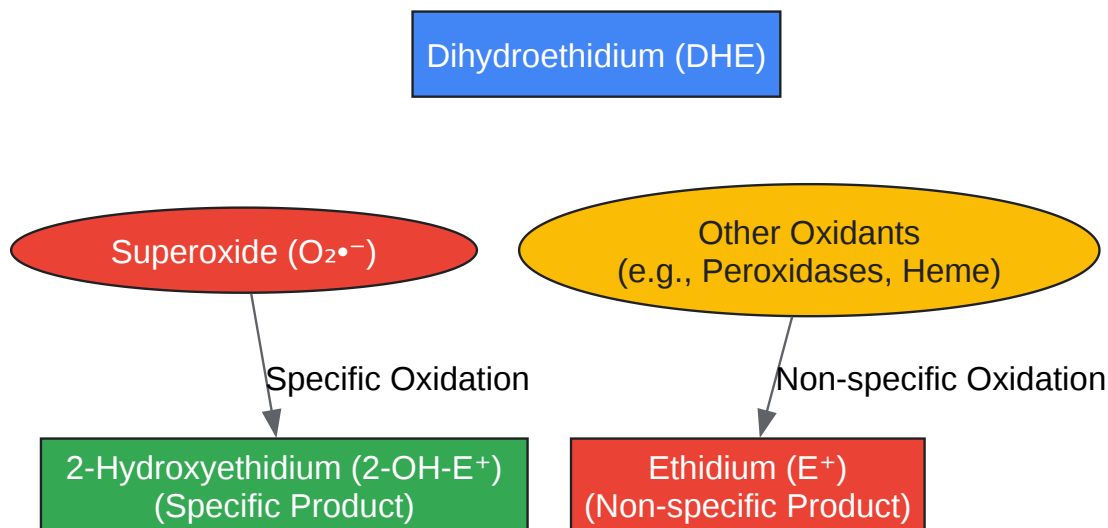 Dihydroethidium (DHE)
Superoxide (O₂•⁻)
Other Oxidants
(e.g., Peroxidases, Heme)
Specific Oxidation
Non-specific Oxidation
2-Hydroxyethidium (2-OH-E⁺)
(Specific Product)
Ethidium (E⁺)
(Non-specific Product)